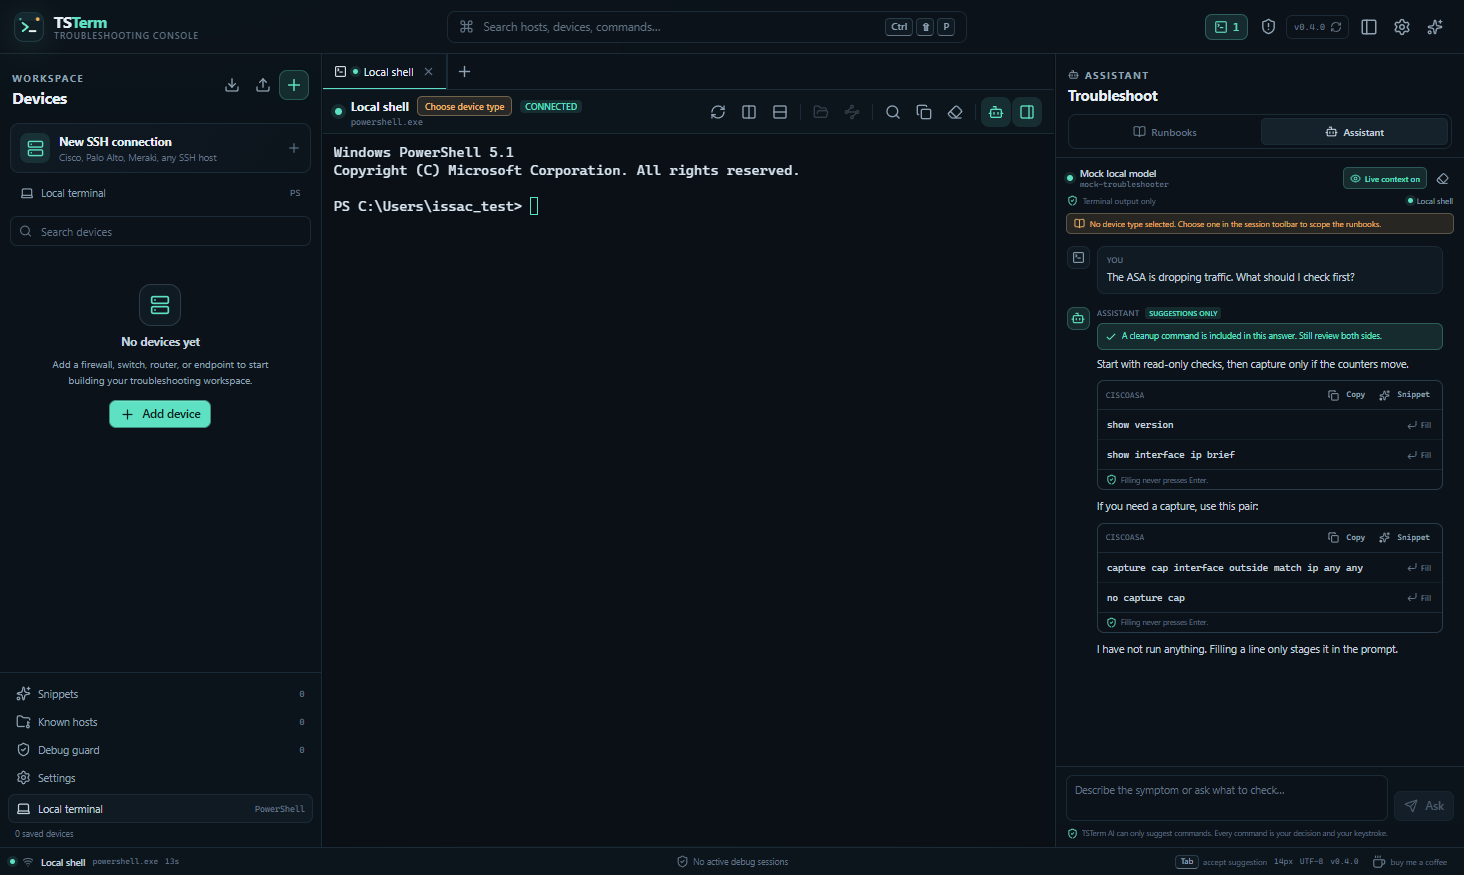 TSTerm
TROUBLESHOOTING CONSOLE
Search hosts, devices, commands...
Ctrl
P
1
v0.4.0
WORKSPACE
Devices
New SSH connection
Cisco, Palo Alto, Meraki, any SSH host
Local terminal
PS
Search devices
No devices yet
Add a firewall, switch, router, or endpoint to start
building your troubleshooting workspace.
Add device
Snippets
0
Known hosts
0
Debug guard
0
Settings
Local terminal
PowerShell
0 saved devices
Local shell
Local shell
Choose device type
CONNECTED
powershell.exe
Windows PowerShell 5.1
Copyright (C) Microsoft Corporation. All rights reserved.
PS C:\Users\issac_test>
ASSISTANT
Troubleshoot
Runbooks
Assistant
Mock local model
mock-troubleshooter
Live context on
Terminal output only
Local shell
No device type selected. Choose one in the session toolbar to scope the runbooks.
YOU
The ASA is dropping traffic. What should I check first?
ASSISTANT
SUGGESTIONS ONLY
A cleanup command is included in this answer. Still review both sides.
Start with read-only checks, then capture only if the counters move.
CISCOASA
Copy
Snippet
show version
Fill
show interface ip brief
Fill
Filling never presses Enter.
If you need a capture, use this pair:
CISCOASA
Copy
Snippet
capture cap interface outside match ip any any
Fill
no capture cap
Fill
Filling never presses Enter.
I have not run anything. Filling a line only stages it in the prompt.
Describe the symptom or ask what to check...
Ask
TSTerm AI can only suggest commands. Every command is your decision and your keystroke.
Local shell powershell.exe 13s
No active debug sessions
Tab accept suggestion 14px UTF-8 v0.4.0 buy me a coffee